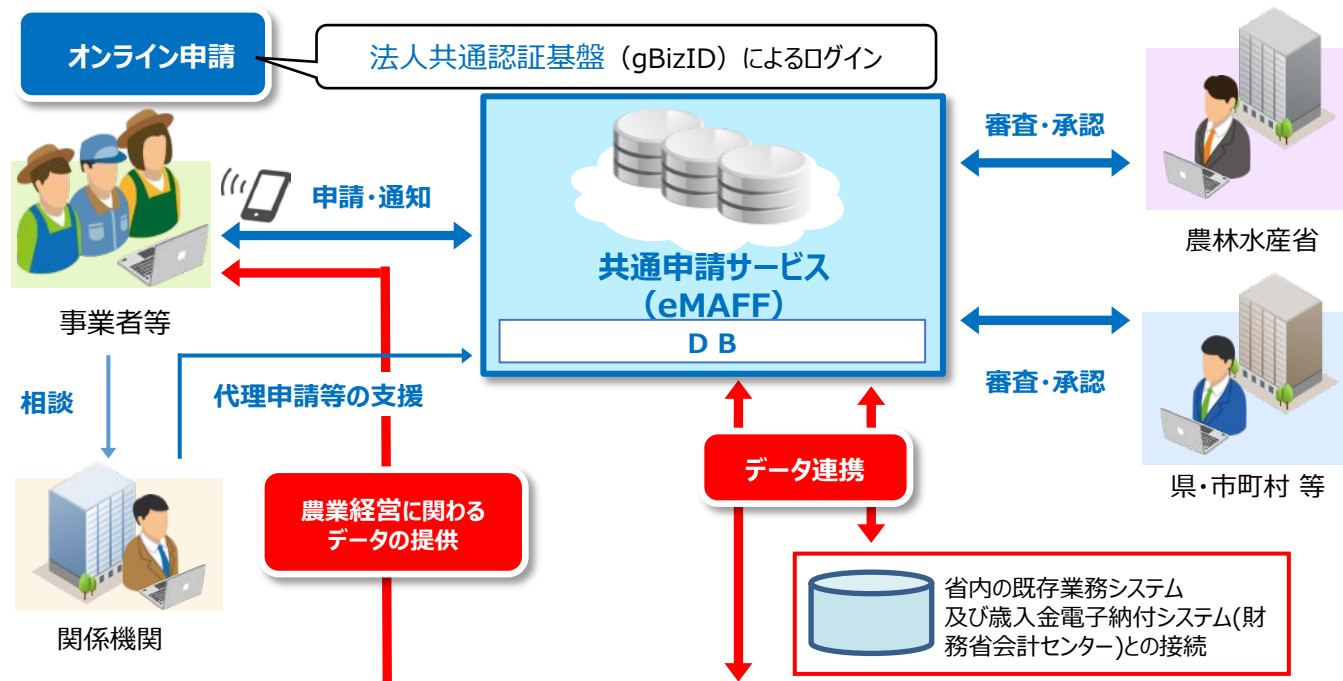 オンライン申請
法人共通認証基盤（gBizID）によるログイン
審査・承認
申請・通知
農林水産省
共通申請サービス
（eMAFF）
ＤＢ
事業者等
審査・承認
相談
代理申請等の支援
データ連携
県・市町村 等
農業経営に関わる
データの提供
省内の既存業務システム
及び歳入金電子納付システム(財
務省会計センター)との接続
関係機関